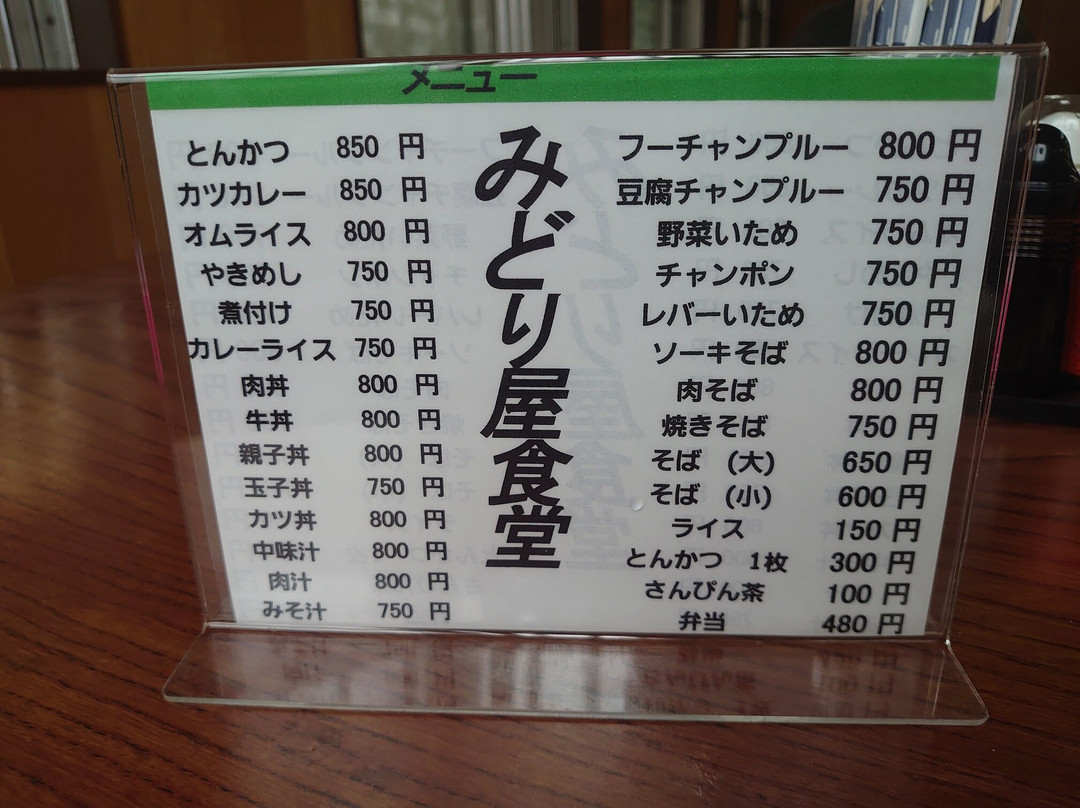 メニュー
とんかつ 850 円
カツカレー 850 円
オムライス 800 円
やきめし 750 円
煮付け 750 円
カレーライス 750 円
肉丼 800 円
牛丼 800 円
親子丼 800 円
玉子丼 750 円
カツ丼 800 円
中味汁 800 円
肉汁 800 円
みそ汁 750 円
みどり屋食堂
フーチャンプルー 800 円
豆腐チャンプルー 750 円
野菜いため 750 円
チャンポン 750 円
レバーいため 750 円
ソーキそば 800 円
肉そば 800 円
焼きそば 750 円
そば (大) 650 円
そば (小) 600 円
ライス 150 円
とんかつ 1枚 300 円
さんぴん茶 100 円
弁当 480 円